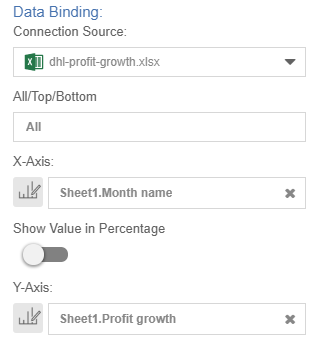 Data Binding:
Connection Source:
dhl-profit-growth.xlsx
All/Top/Bottom
All
X-Axis:
Sheet1.Month name
Show Value in Percentage
Y-Axis:
Sheet1.Profit growth